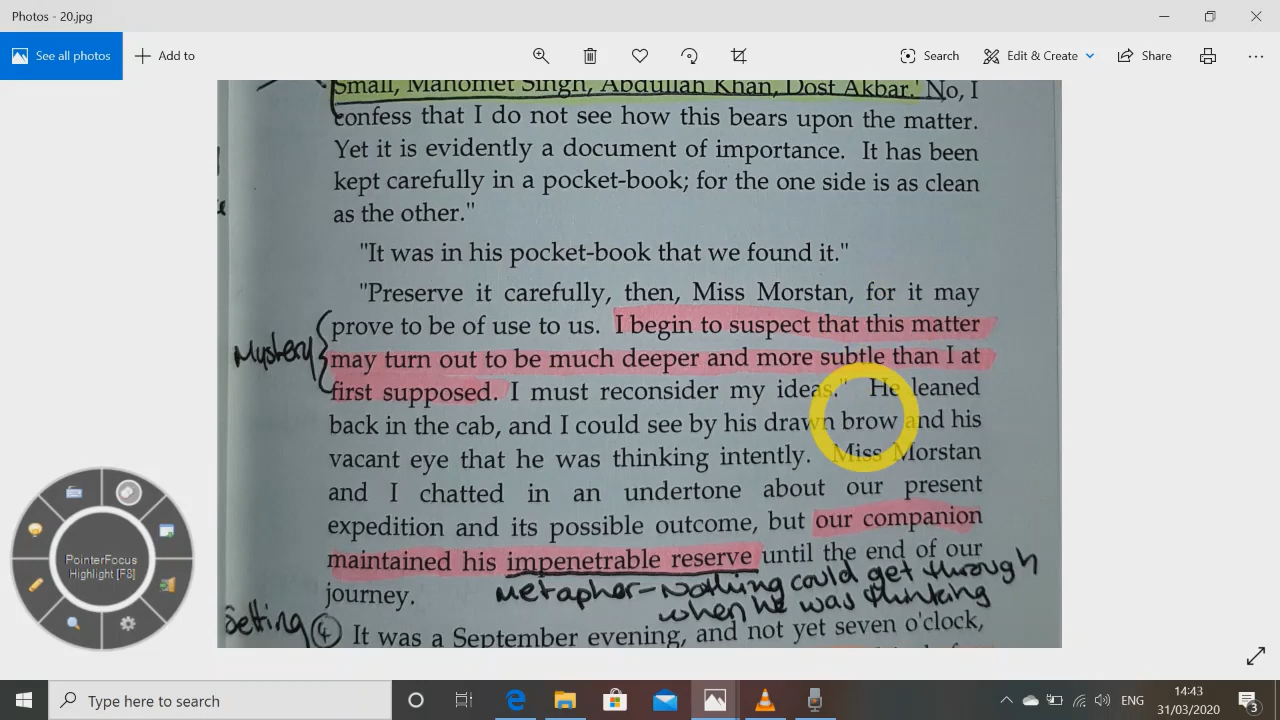 Photos - 20.jpg
See all photos
Add to
Search
Edit & Create
Share
Small, Mahomet Singh, Abdullah Khan, Dost Akbar.' No, I
confess that I do not see how this bears upon the matter.
Yet it is evidently a document of importance. It has been
kept carefully in a pocket-book; for the one side is as clean
as the other."
"It was in his pocket-book that we found it."
"Preserve it carefully, then, Miss Morstan, for it may
prove to be of use to us. I begin to suspect that this matter
Mystery
may turn out to be much deeper and more subtle than I at
first supposed. I must reconsider my ideas." He leaned
back in the cab, and I could see by his drawn brow and his
vacant eye that he was thinking intently. Miss Morstan
and I chatted in an undertone about our present
expedition and its possible outcome, but our companion
maintained his impenetrable reserve until the end of our
journey.
Metaphor - Nothing could get through
when he was thinking
Setting
4
It was a September evening, and not yet seven o'clock,
PointerFocus
Highlight [F8]
Type here to search
ENG
14:43
31/03/2020
3